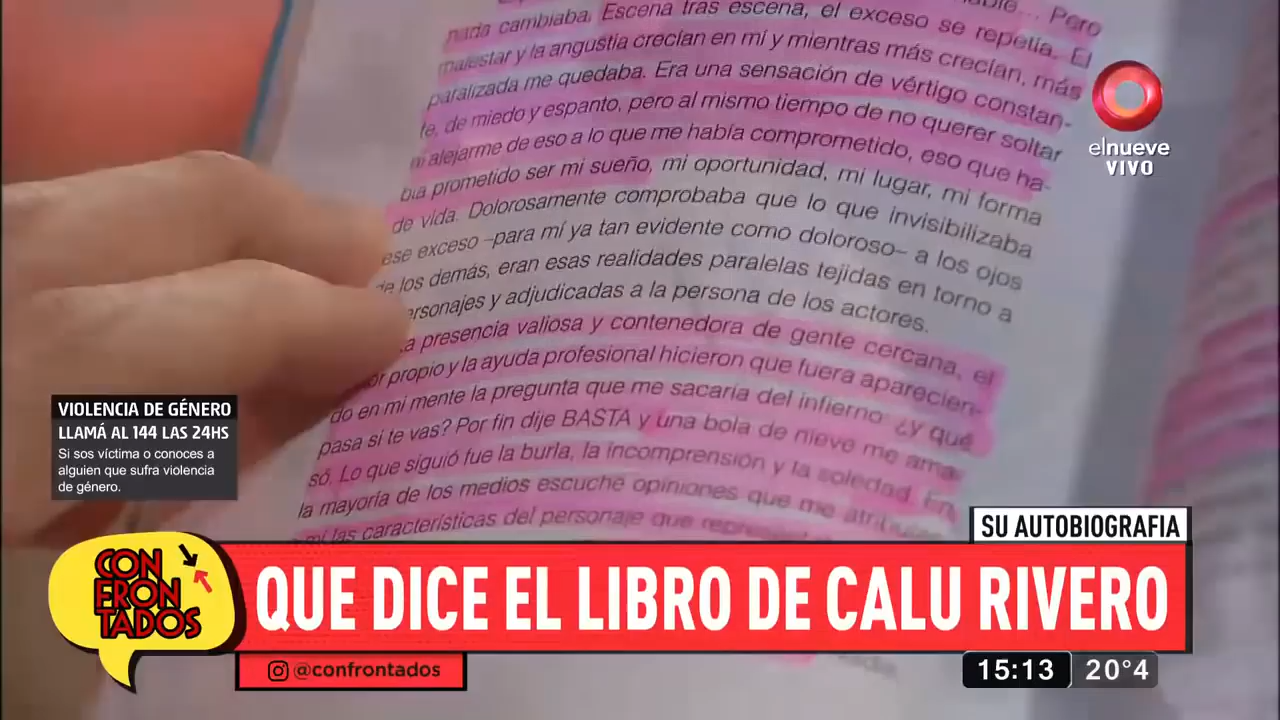 nada cambiaba. Escena tras escena, el exceso se repetía. El
malestar y la angustia crecían en mí y mientras más crecían, más
paralizada me quedaba. Era una sensación de vértigo constan-
te, de miedo y espanto, pero al mismo tiempo de no querer soltar
ni alejarme de eso a lo que me había comprometido, eso que ha-
bía prometido ser mi sueño, mi oportunidad, mi lugar, mi forma
de vida. Dolorosamente comprobaba que lo que invisibilizaba
ese exceso –para mí ya tan evidente como doloroso– a los ojos
de los demás, eran esas realidades paralelas tejidas en torno a
ersonajes y adjudicadas a la persona de los actores.
a presencia valiosa y contenedora de gente cercana, el
or propio y la ayuda profesional hicieron que fuera aparecien-
do en mi mente la pregunta que me sacaría del infierno: ¿y qué
pasa si te vas? Por fin dije BASTA y una bola de nieve me ama-
só. Lo que siguió fue la burla, la incomprensión y la soledad. En
la mayoría de los medios escuché opiniones que me
mí las características del personaje que
Pero
elnueve
VIVO
VIOLENCIA DE GÉNERO
LLAMÁ AL 144 LAS 24HS
Si sos víctima o conoces a
alguien que sufra violencia
de género.
SU AUTOBIOGRAFIA
CON
FRON
TADOS
QUE DICE EL LIBRO DE CALU RIVERO
@confrontados
15:13 20°4